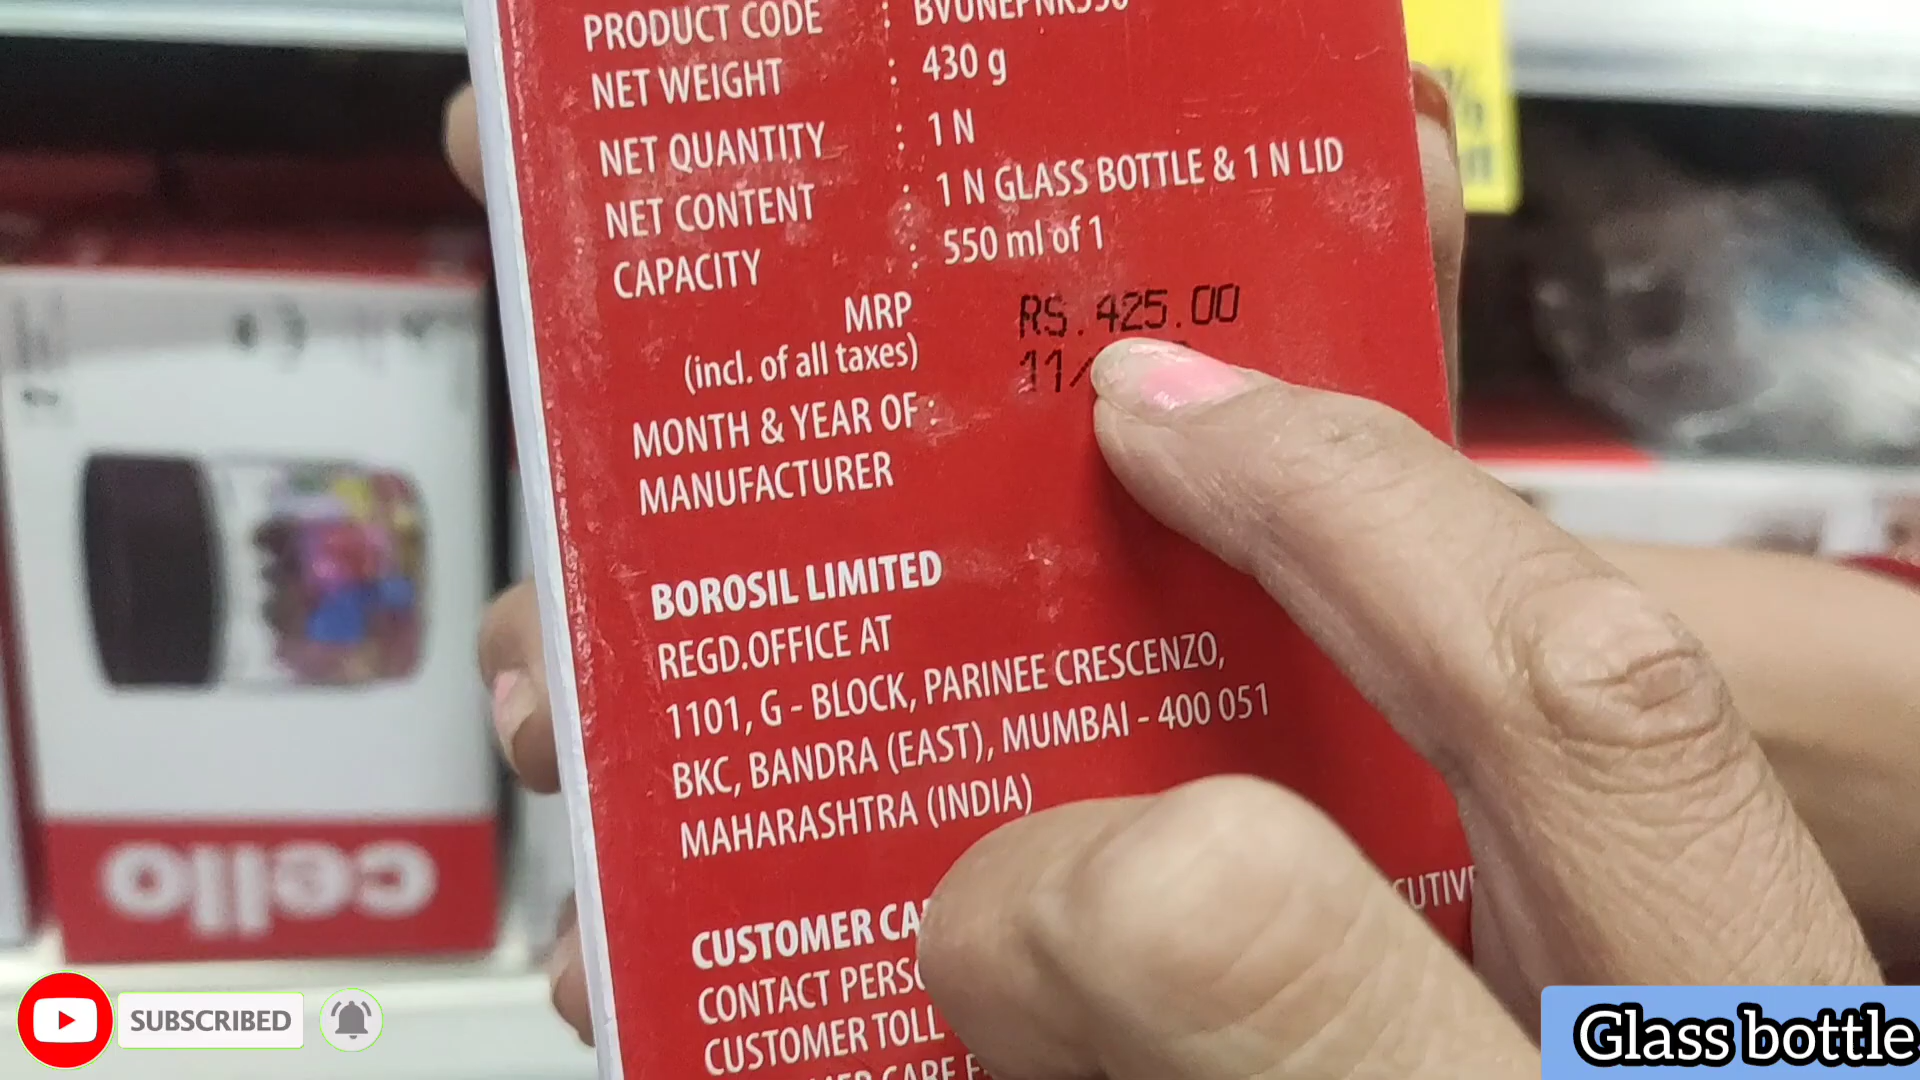 PRODUCT CODE :
NET WEIGHT : 430 g
NET QUANTITY : 1 N
NET CONTENT : 1 N GLASS BOTTLE & 1 N LID
CAPACITY : 550 ml of 1
MRP RS.425.00
(incl. of all taxes) 11/
MONTH & YEAR OF :
MANUFACTURER
BOROSIL LIMITED
REGD.OFFICE AT
1101, G - BLOCK, PARINEE CRESCENZO,
BKC, BANDRA (EAST), MUMBAI - 400 051
MAHARASHTRA (INDIA)
CUSTOMER
CONTACT
CUSTOMER TOLL
CARE
cello
SUBSCRIBED
Glass bottle